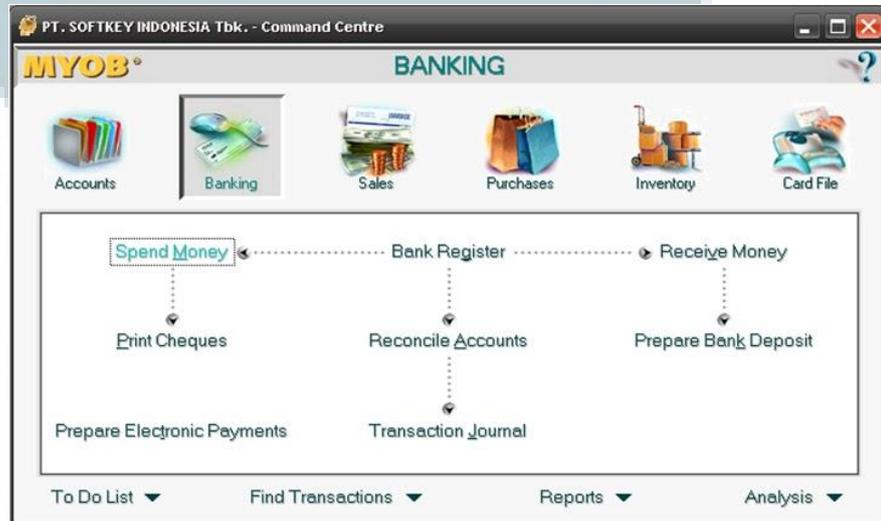 PT. SOFTKEY INDONESIA Tbk. - Command Centre
MYOB BANKING ?
Accounts Banking Sales Purchases Inventory Card File
Spend Money Bank Register Receive Money
Print Cheques Reconcile Accounts Prepare Bank Deposit
Prepare Electronic Payments Transaction Journal
To Do List Find Transactions Reports Analysis